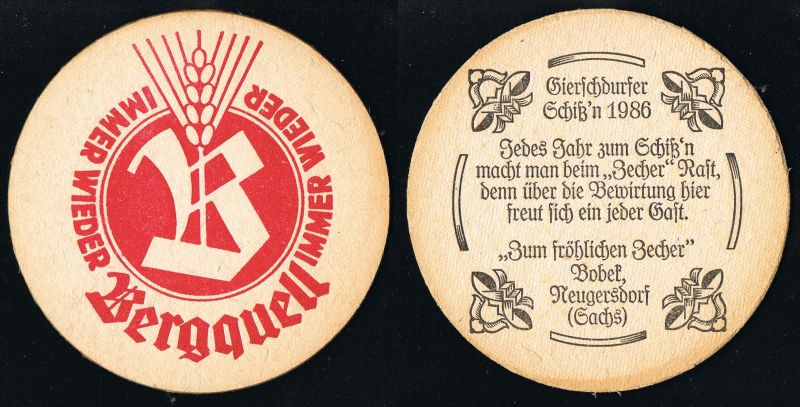 IMMER WIEDER
IMMER WIEDER
B
Bergquell
Gierschdurfer
Schiß'n 1986
Jedes Jahr zum Schiß'n
macht man beim „Zecher" Rast,
denn über die Bewirtung hier
freut sich ein jeder Gast.
„Zum fröhlichen Zecher"
Bobek,
Neugersdorf
(Sachs)